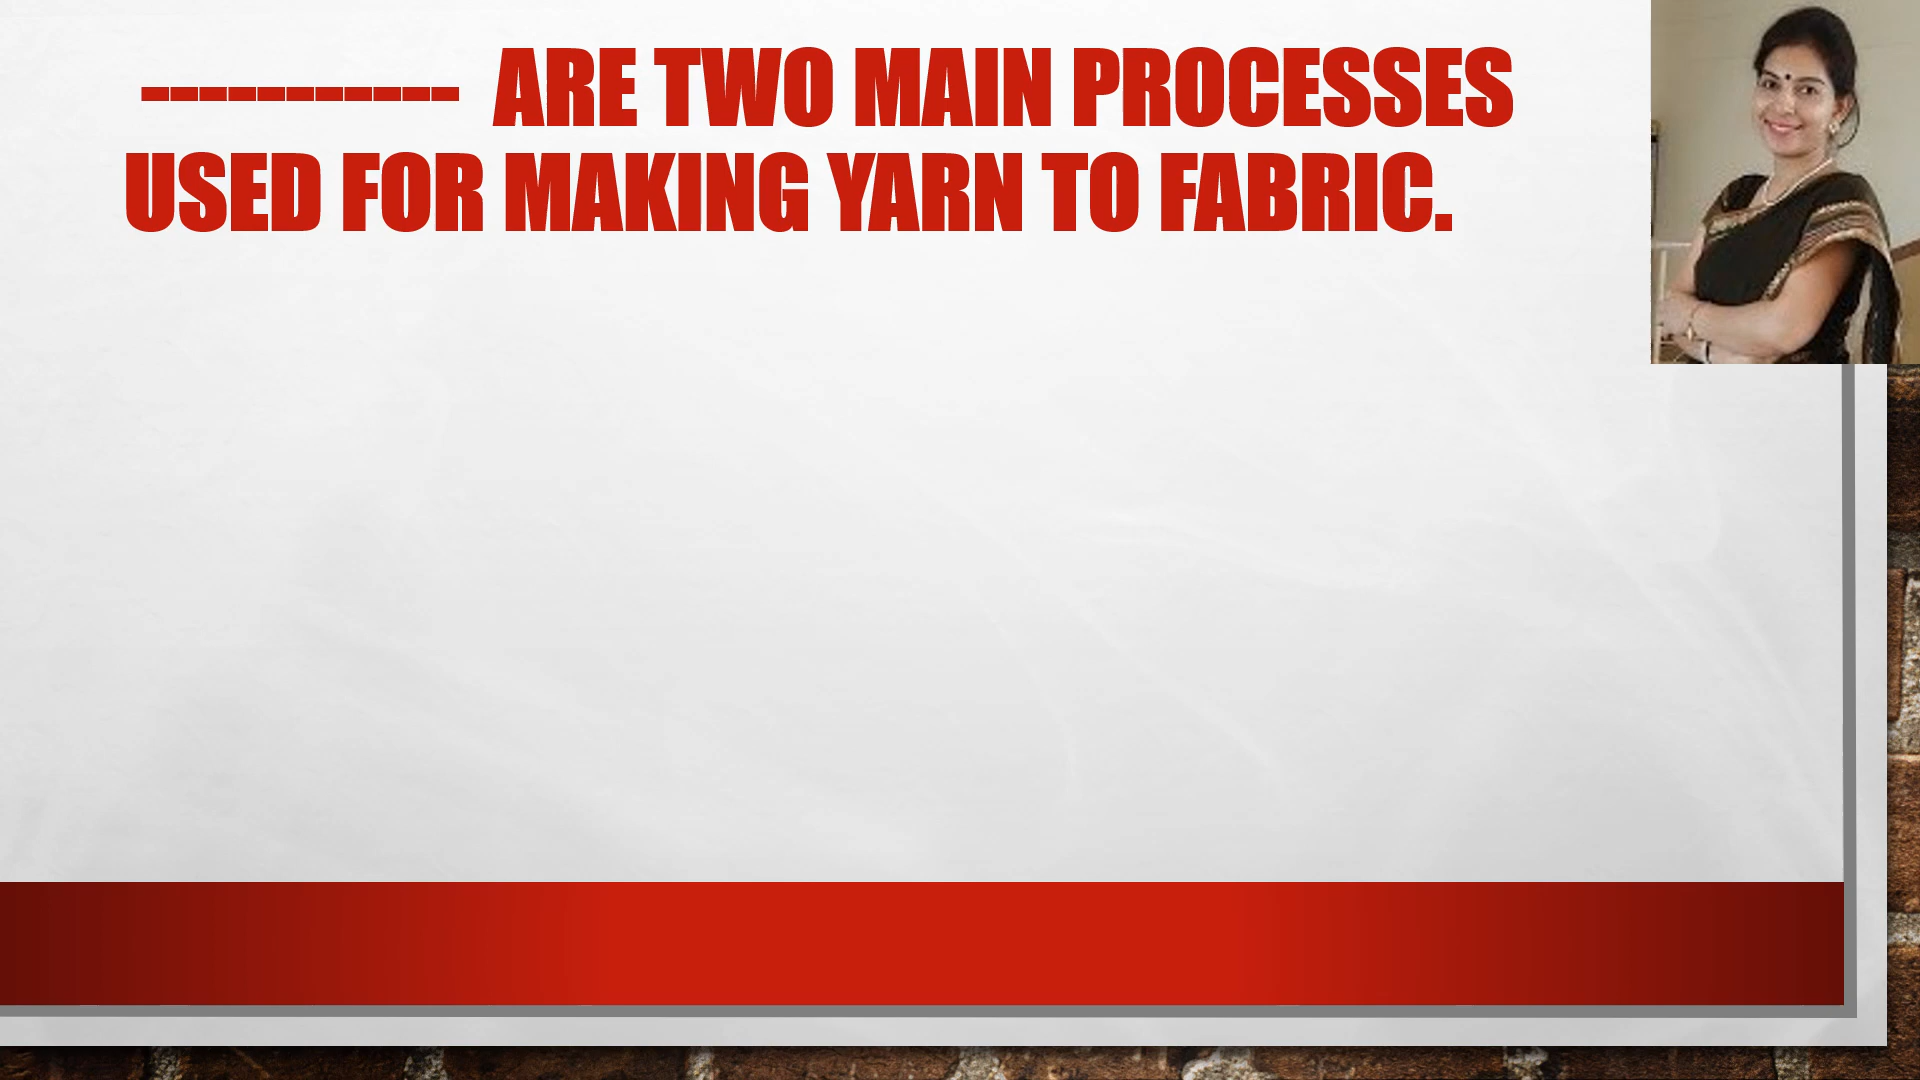 ----------- ARE TWO MAIN PROCESSES
USED FOR MAKING YARN TO FABRIC.